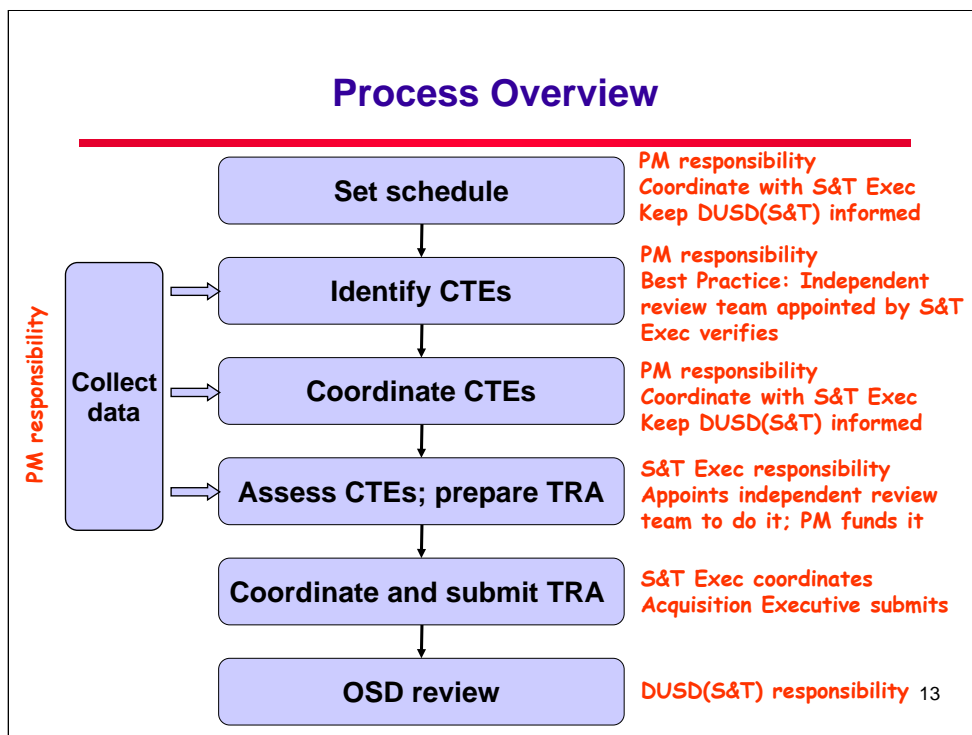 Process Overview
Set schedule
PM responsibility
Coordinate with S&T Exec
Keep DUSD(S&T) informed
PM responsibility
Collect
data
Identify CTEs
PM responsibility
Best Practice: Independent
review team appointed by S&T
Exec verifies
Coordinate CTEs
PM responsibility
Coordinate with S&T Exec
Keep DUSD(S&T) informed
Assess CTEs; prepare TRA
S&T Exec responsibility
Appoints independent review
team to do it; PM funds it
Coordinate and submit TRA
S&T Exec coordinates
Acquisition Executive submits
OSD review
DUSD(S&T) responsibility
13